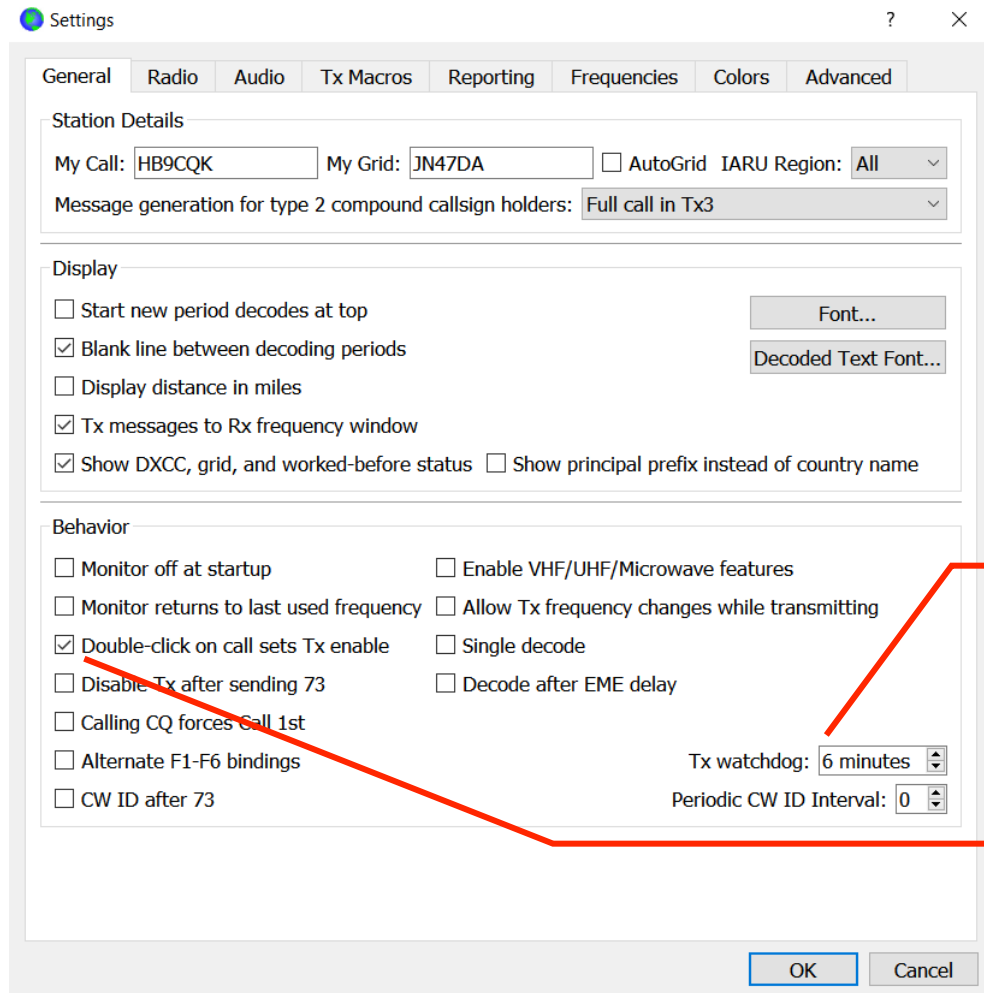 Settings ?
General Radio Audio Tx Macros Reporting Frequencies Colors Advanced
Station Details
My Call: HB9CQK My Grid: JN47DA AutoGrid IARU Region: All
Message generation for type 2 compound callsign holders: Full call in Tx3
Display
Start new period decodes at top
Font...
Blank line between decoding periods
Decoded Text Font...
Display distance in miles
Tx messages to Rx frequency window
Show DXCC, grid, and worked-before status Show principal prefix instead of country name
Behavior
Monitor off at startup Enable VHF/UHF/Microwave features
Monitor returns to last used frequency Allow Tx frequency changes while transmitting
Double-click on call sets Tx enable Single decode
Disable Tx after sending 73 Decode after EME delay
Calling CQ forces Call 1st
Alternate F1-F6 bindings Tx watchdog: 6 minutes
CW ID after 73 Periodic CW ID Interval: 0
OK Cancel